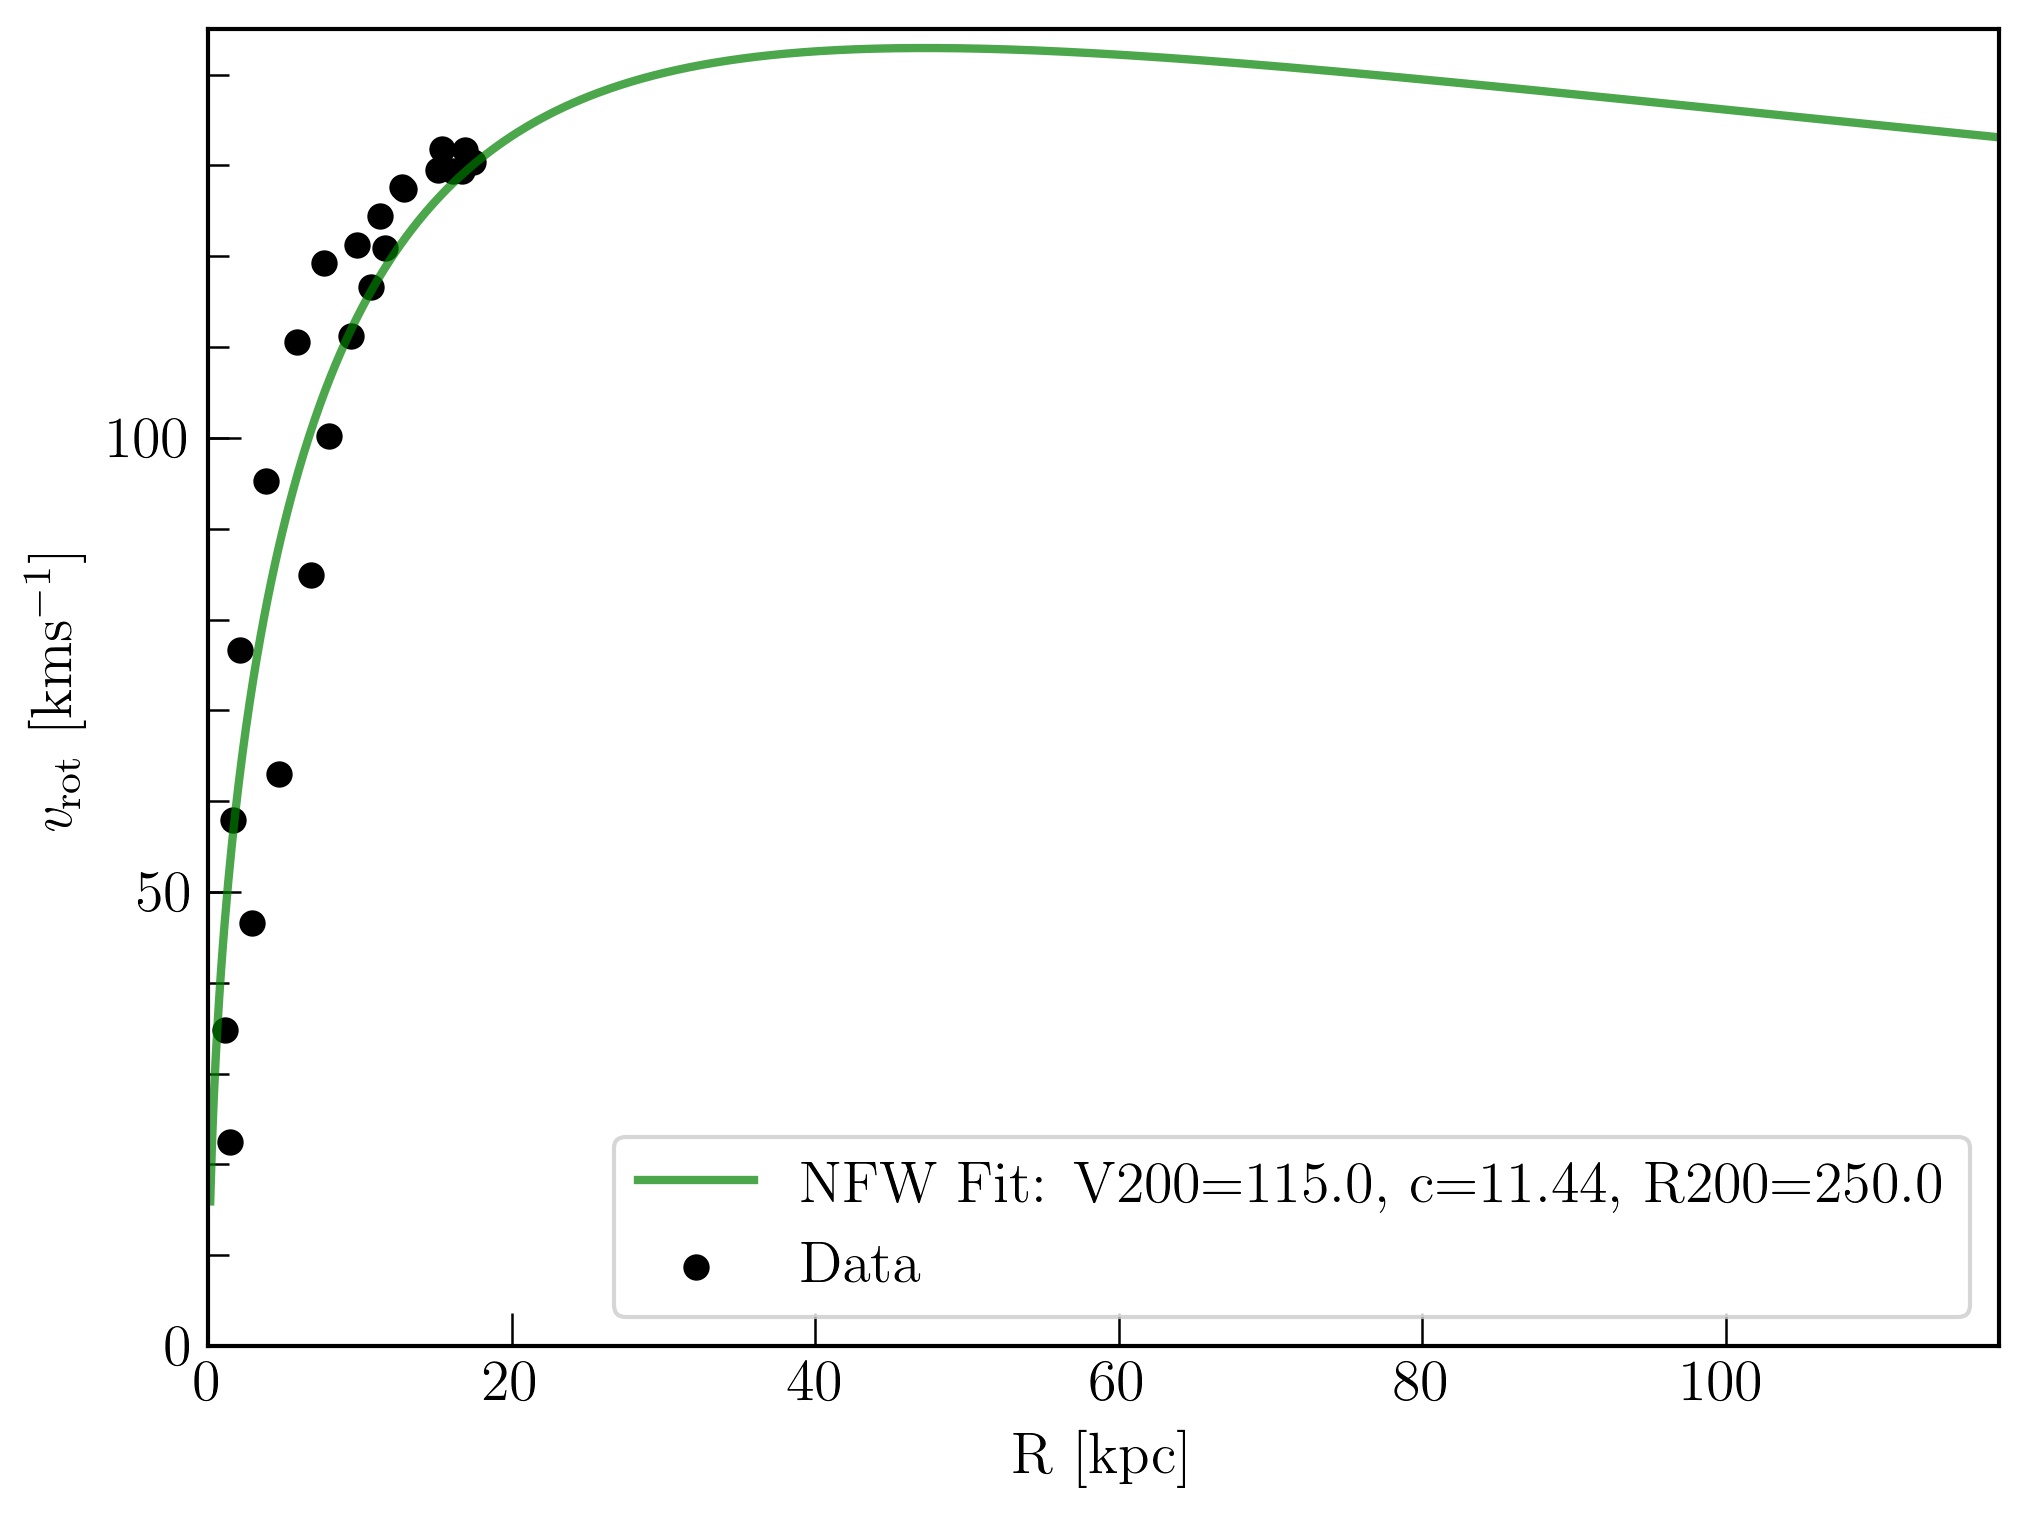 100
50
0
v_rot [kms^−1]
NFW Fit: V200=115.0, c=11.44, R200=250.0
Data
0 20 40 60 80 100
R [kpc]